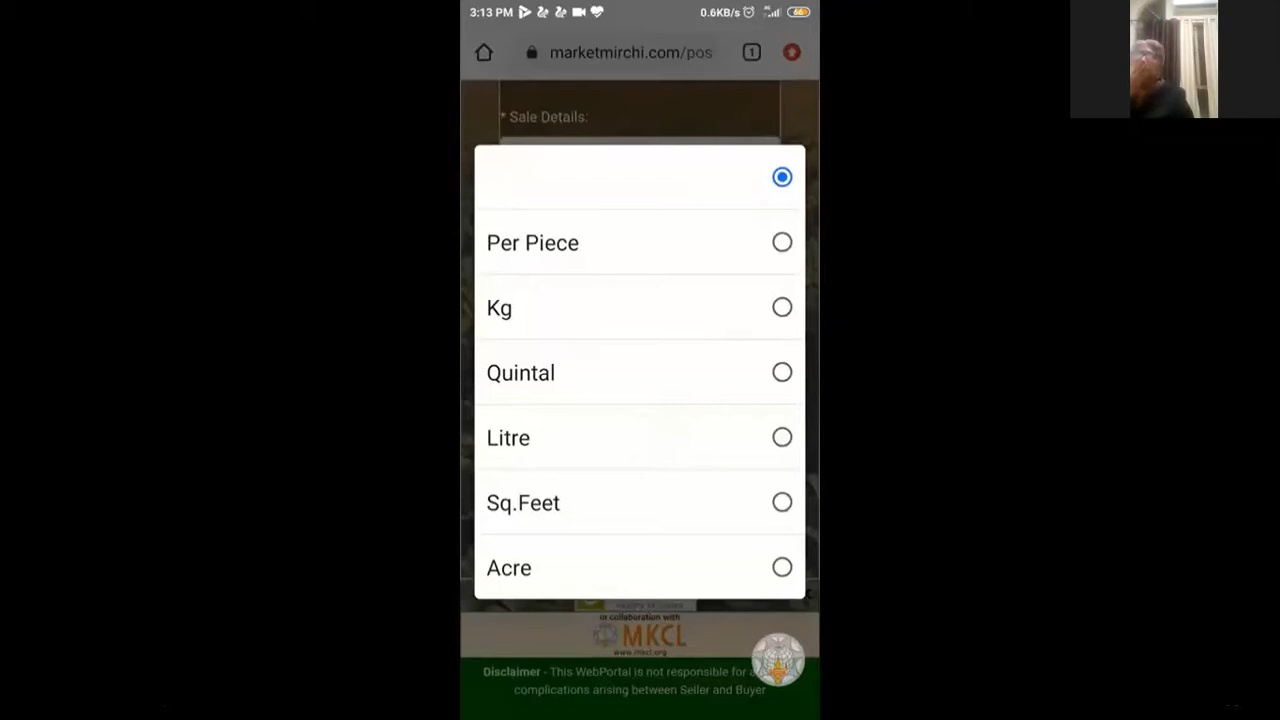 3:13 PM 0.6KB/s 66
marketmirchi.com/pos 1
* Sale Details:
Per Piece
Kg
Quintal
Litre
Sq.Feet
Acre
in collaboration with
MKCL
www.mkcl.org
Disclaimer - This WebPortal is not responsible for
complications arising between Seller and Buyer